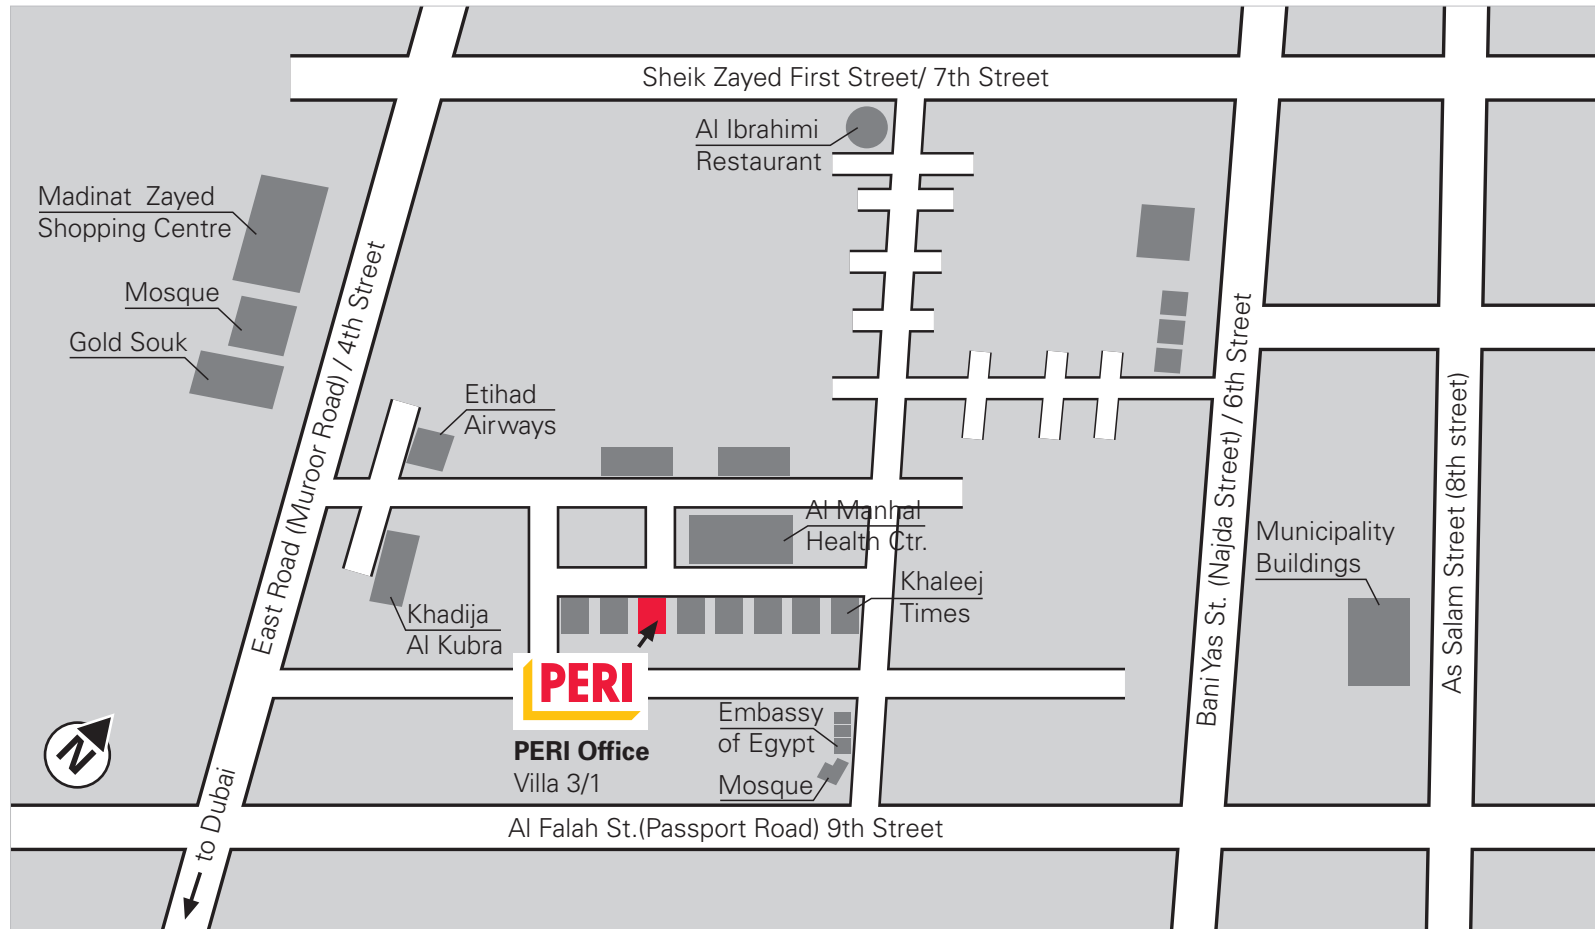 Sheik Zayed First Street/ 7th Street
Al Ibrahimi
Restaurant
Madinat Zayed
Shopping Centre
Mosque
Gold Souk
East Road (Muroor Road) / 4th Street
Etihad
Airways
Al Manhal
Health Ctr.
Khaleej
Times
Khadija
Al Kubra
PERI
PERI Office
Villa 3/1
Embassy
of Egypt
Mosque
Bani Yas St. (Najda Street) / 6th Street
Municipality
Buildings
As Salam Street (8th street)
N
to Dubai
Al Falah St.(Passport Road) 9th Street